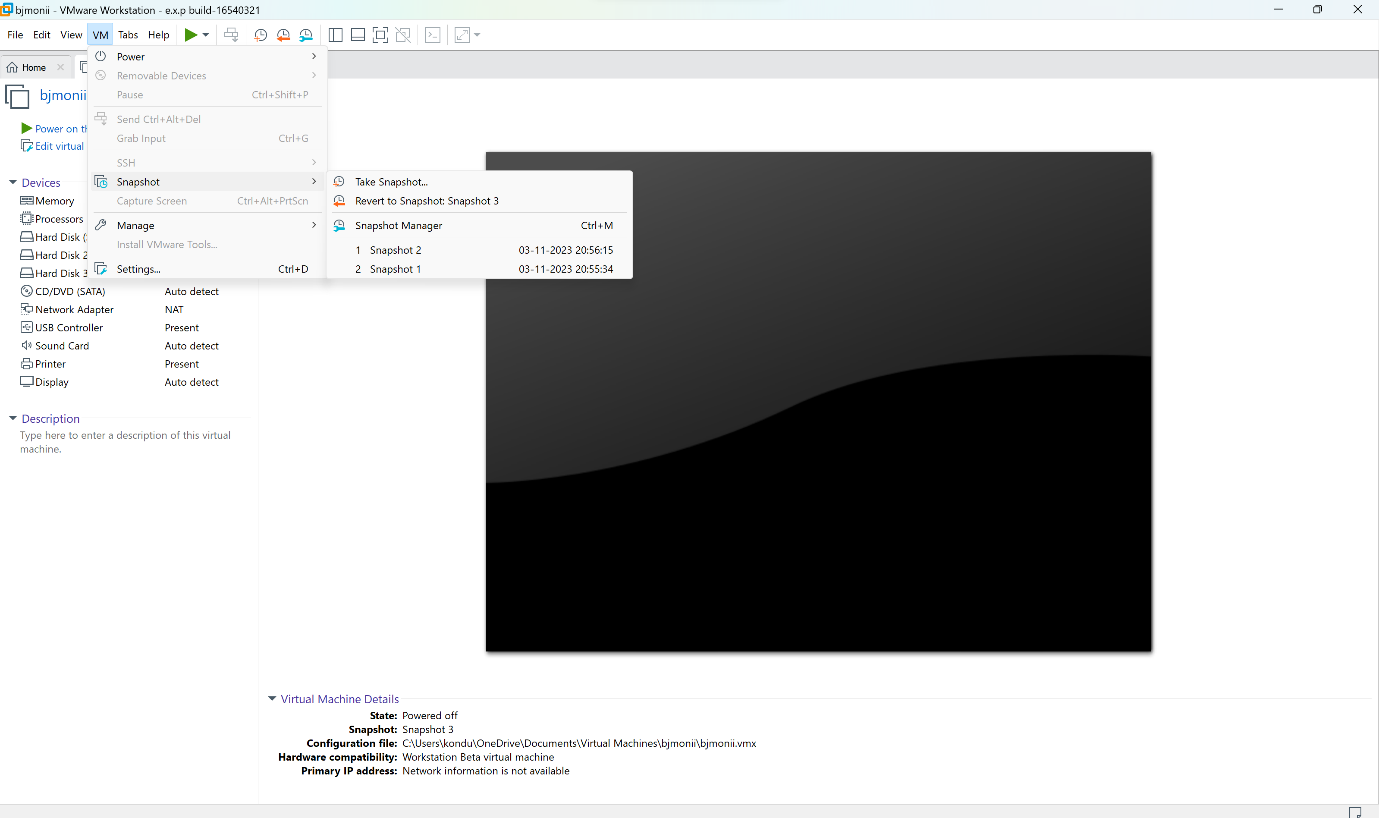 bjmonii - VMware Workstation - e.x.p build-16540321
File Edit View VM Tabs Help
Home
bjmonii
Power on th
Edit virtual
Power
Removable Devices
Pause Ctrl+Shift+P
Send Ctrl+Alt+Del
Grab Input Ctrl+G
SSH
Snapshot
Capture Screen Ctrl+Alt+PrtScn
Manage
Install VMware Tools...
Settings... Ctrl+D
Take Snapshot...
Revert to Snapshot: Snapshot 3
Snapshot Manager Ctrl+M
1 Snapshot 2 03-11-2023 20:56:15
2 Snapshot 1 03-11-2023 20:55:34
Devices
Memory
Processors
Hard Disk (
Hard Disk 2
Hard Disk 3
CD/DVD (SATA) Auto detect
Network Adapter NAT
USB Controller Present
Sound Card Auto detect
Printer Present
Display Auto detect
Description
Type here to enter a description of this virtual
machine.
Virtual Machine Details
State: Powered off
Snapshot: Snapshot 3
Configuration file: C:\Users\kondu\OneDrive\Documents\Virtual Machines\bjmonii\bjmonii.vmx
Hardware compatibility: Workstation Beta virtual machine
Primary IP address: Network information is not available